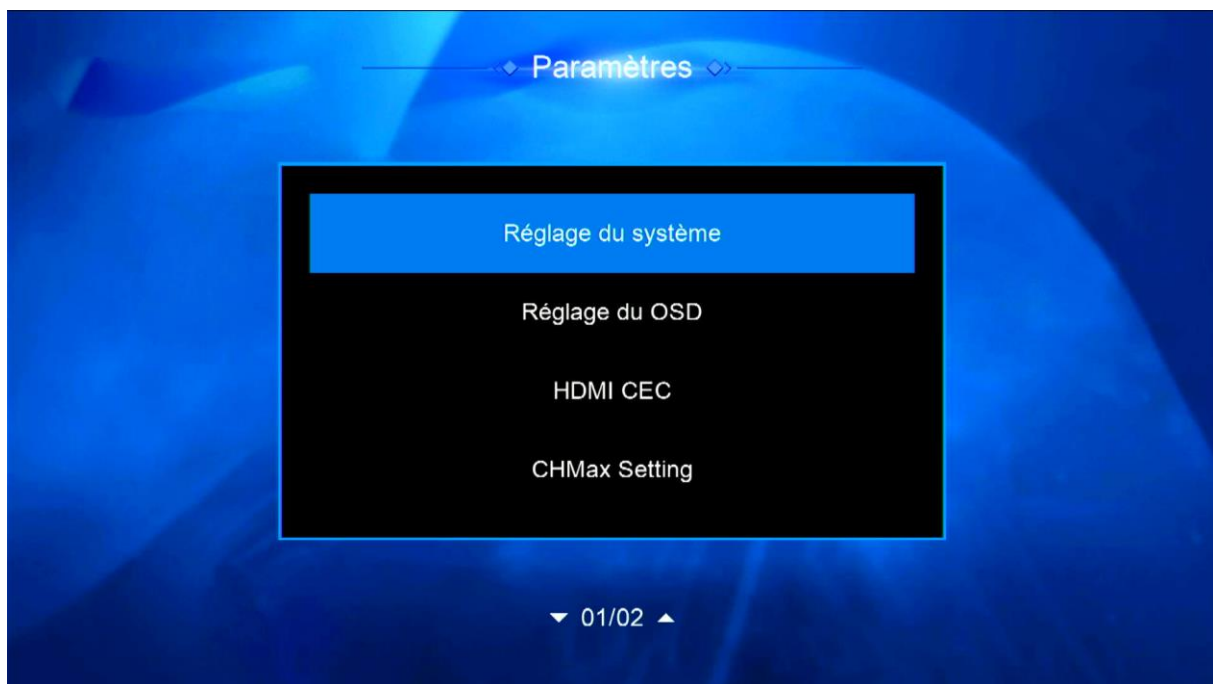 Paramètres
Réglage du système
Réglage du OSD
HDMI CEC
CHMax Setting
01/02